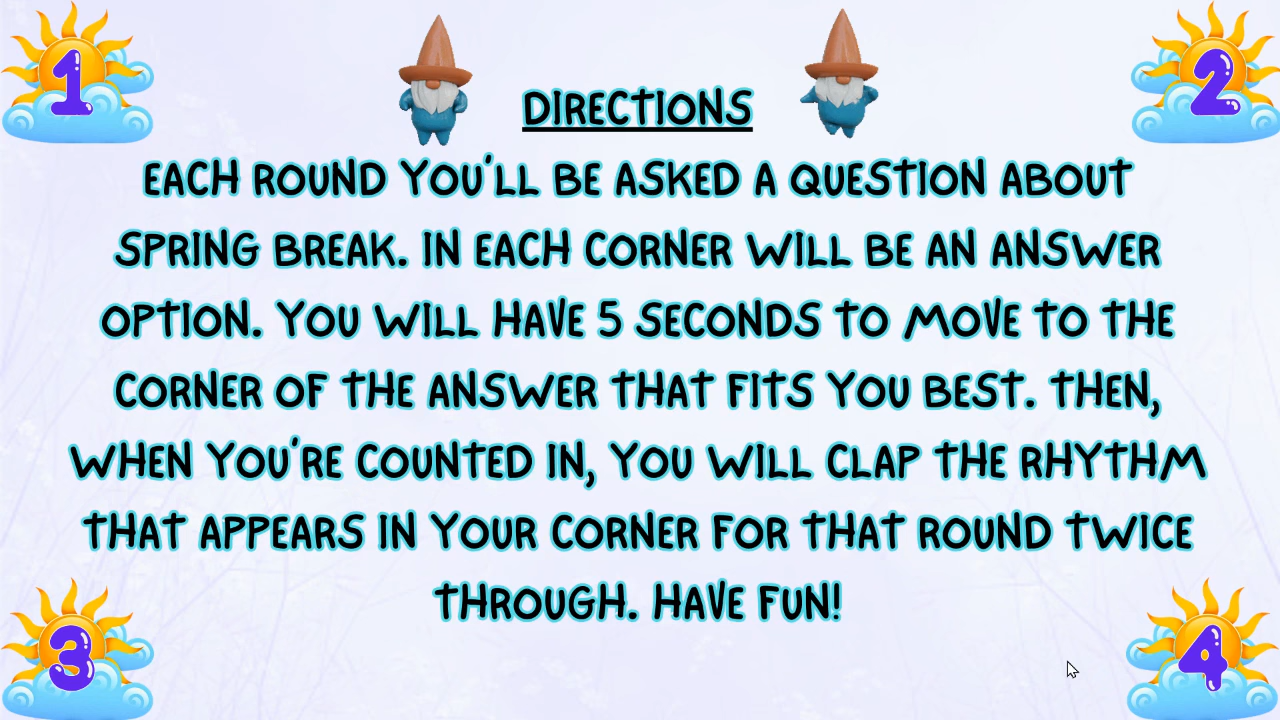 1
2
DIRECTIONS
EACH ROUND YOU'LL BE ASKED A QUESTION ABOUT
SPRING BREAK. IN EACH CORNER WILL BE AN ANSWER
OPTION. YOU WILL HAVE 5 SECONDS TO MOVE TO THE
CORNER OF THE ANSWER THAT FITS YOU BEST. THEN,
WHEN YOU'RE COUNTED IN, YOU WILL CLAP THE RHYTHM
THAT APPEARS IN YOUR CORNER FOR THAT ROUND TWICE
THROUGH. HAVE FUN!
3
4